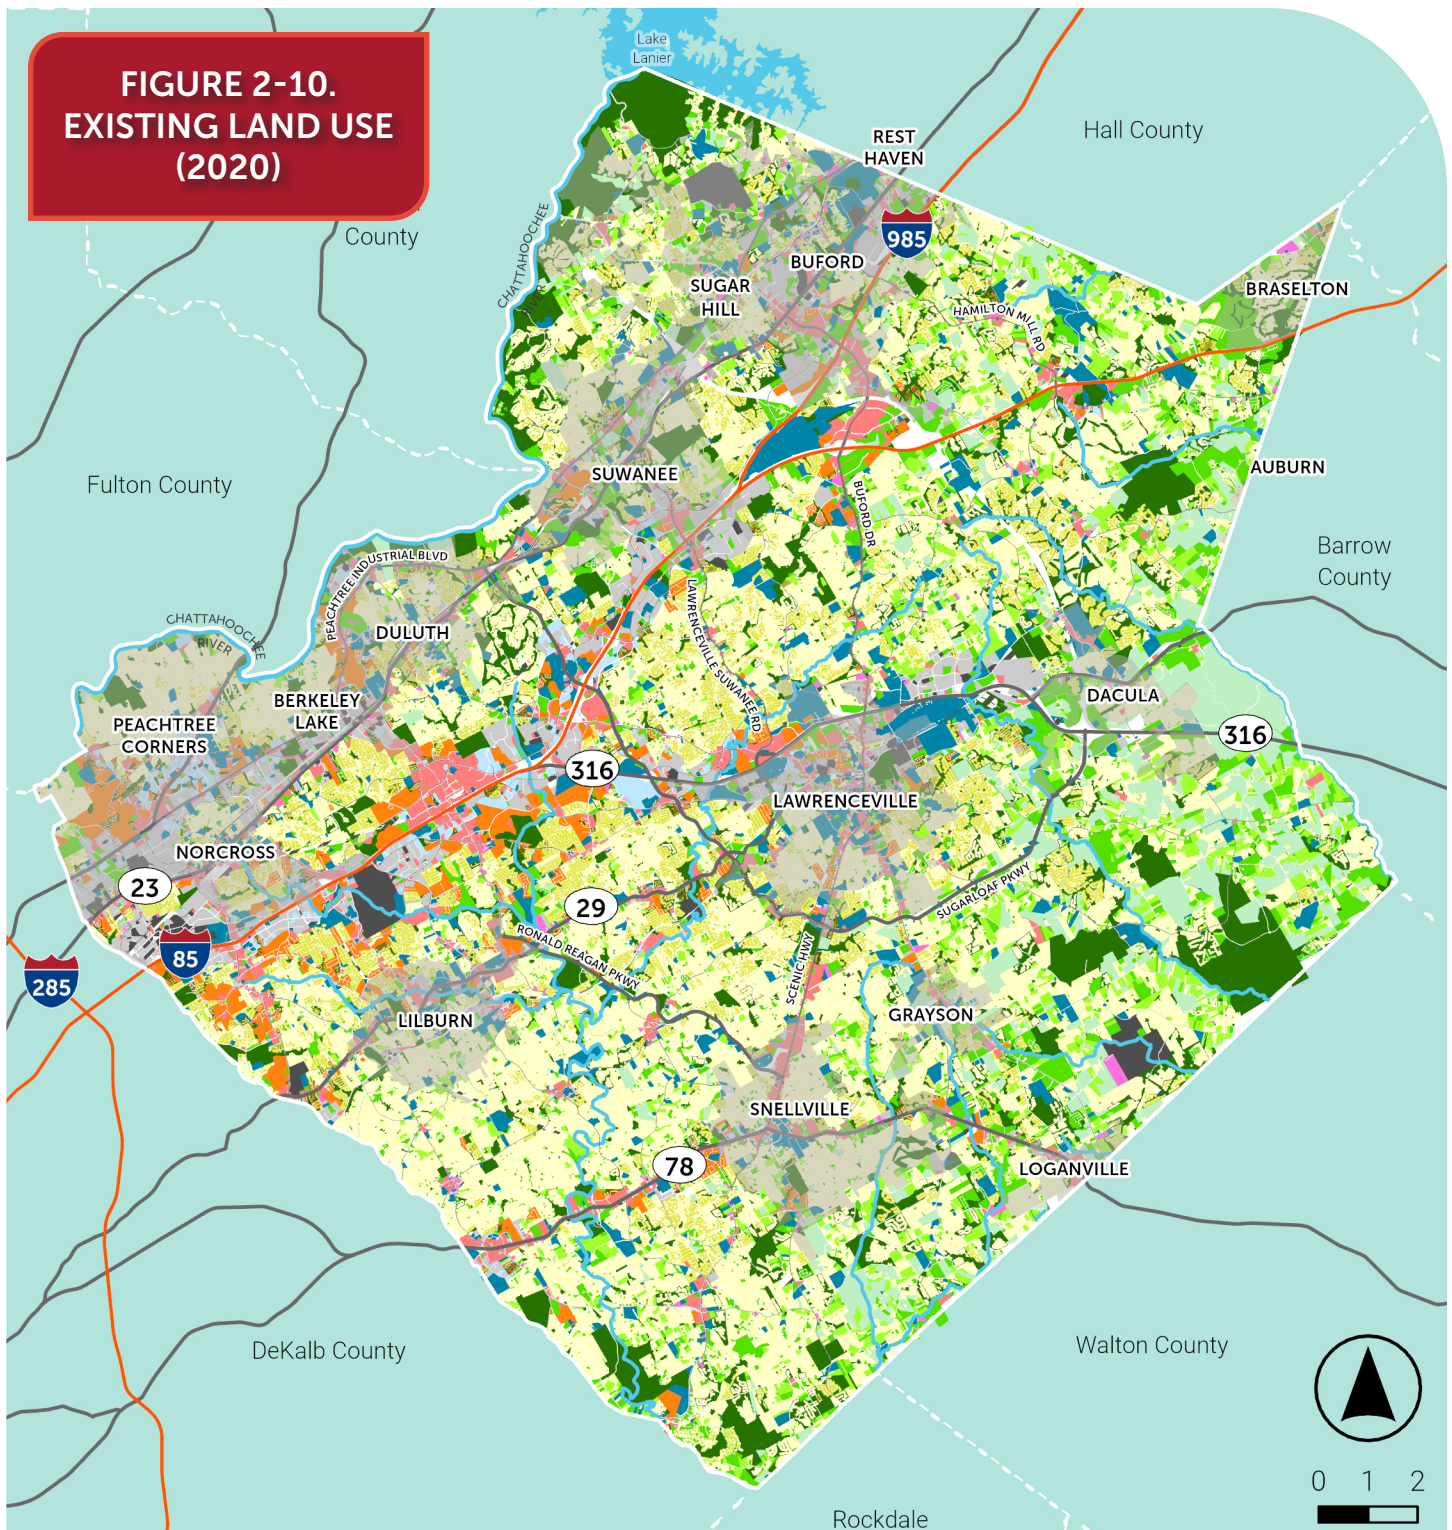 FIGURE 2-10.
EXISTING LAND USE
(2020)
Lake
Lanier
Hall County
REST
HAVEN
County
985
CHATTAHOOCHEE
RIVER
BUFORD
SUGAR
HILL
BRASELTON
HAMILTON MILL RD
Fulton County
SUWANEE
AUBURN
BUFORD DR
Barrow
County
PEACHTREE INDUSTRIAL BLVD
LAWRENCEVILLE SUWANEE RD
CHATTAHOOCHEE
RIVER
DULUTH
BERKELEY
LAKE
DACULA
PEACHTREE
CORNERS
316
316
LAWRENCEVILLE
NORCROSS
23
29
SUGARLOAF PKWY
RONALD REAGAN PKWY
SCENIC HWY
85
285
LILBURN
GRAYSON
SNELLVILLE
78
LOGANVILLE
DeKalb County
Walton County
0 1 2
Rockdale